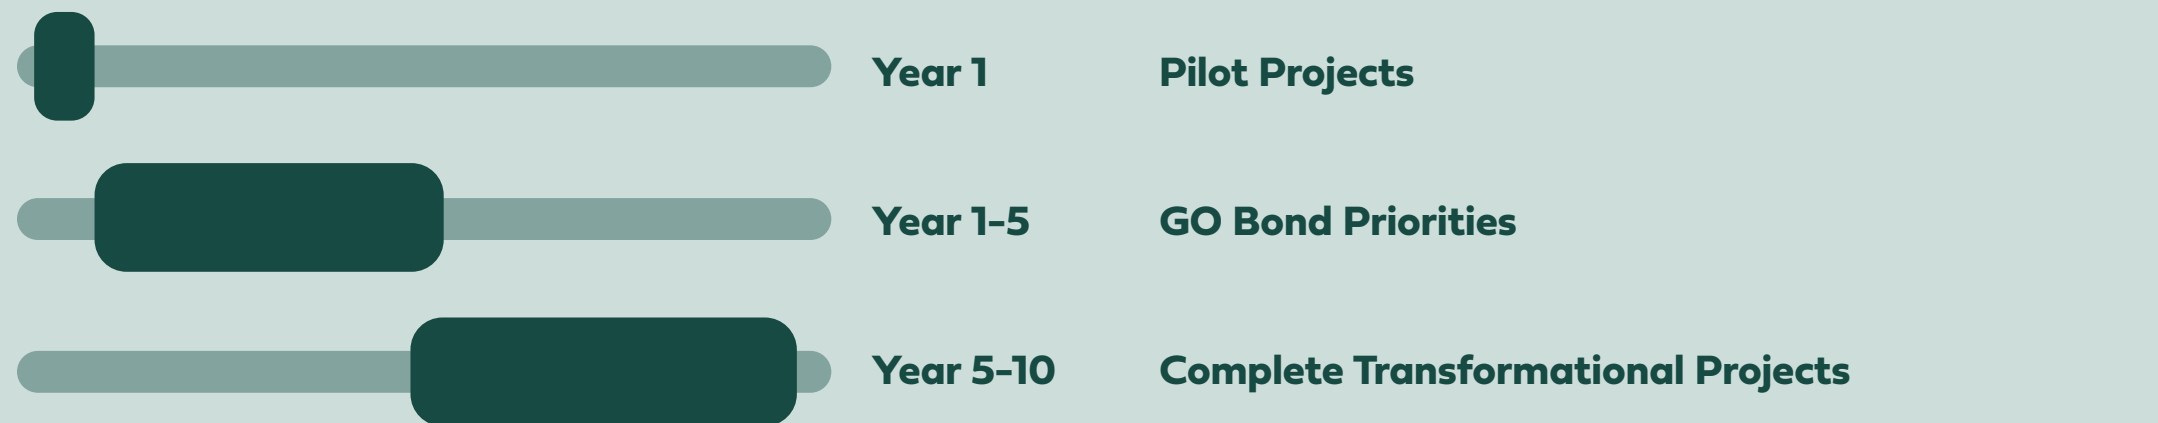 Year 1 Pilot Projects
Year 1-5 GO Bond Priorities
Year 5-10 Complete Transformational Projects